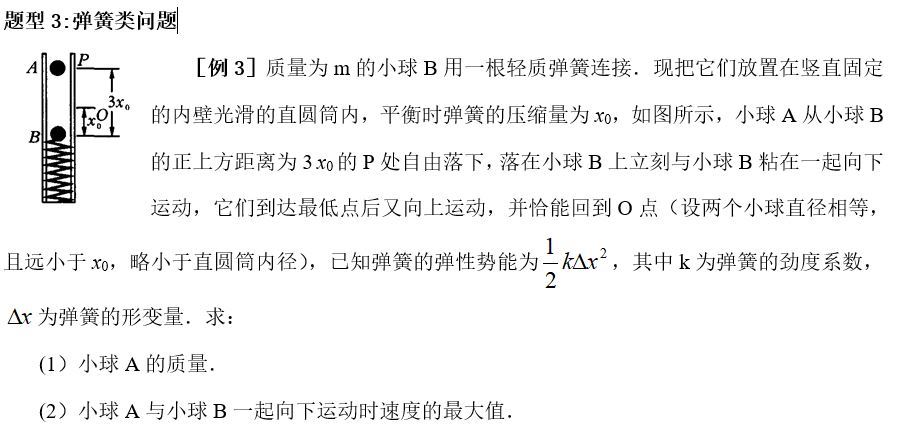 题型 3:弹簧类问题
A P
3x₀
O
x₀
B
［例 3］质量为 m 的小球 B 用一根轻质弹簧连接．现把它们放置在竖直固定
的内壁光滑的直圆筒内，平衡时弹簧的压缩量为 x₀，如图所示，小球 A 从小球 B
的正上方距离为 3 x₀ 的 P 处自由落下，落在小球 B 上立刻与小球 B 粘在一起向下
运动，它们到达最低点后又向上运动，并恰能回到 O 点（设两个小球直径相等，
且远小于 x₀，略小于直圆筒内径），已知弹簧的弹性势能为 1/2 kΔx²，其中 k 为弹簧的劲度系数，
Δx 为弹簧的形变量．求：
(1）小球 A 的质量．
(2）小球 A 与小球 B 一起向下运动时速度的最大值．